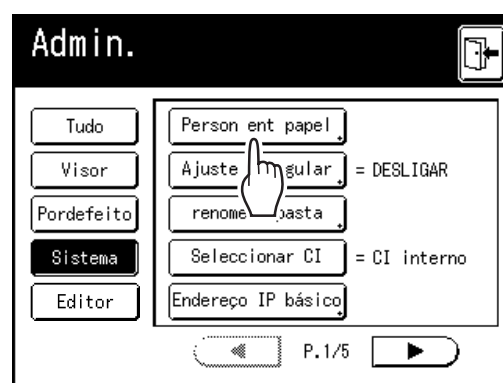 Admin.
Tudo
Person ent papel
Visor
Ajuste gular = DESLIGAR
Pordefeito
renome pasta
Sistema
Seleccionar CI = CI interno
Editor
Endereço IP básico
P.1/5